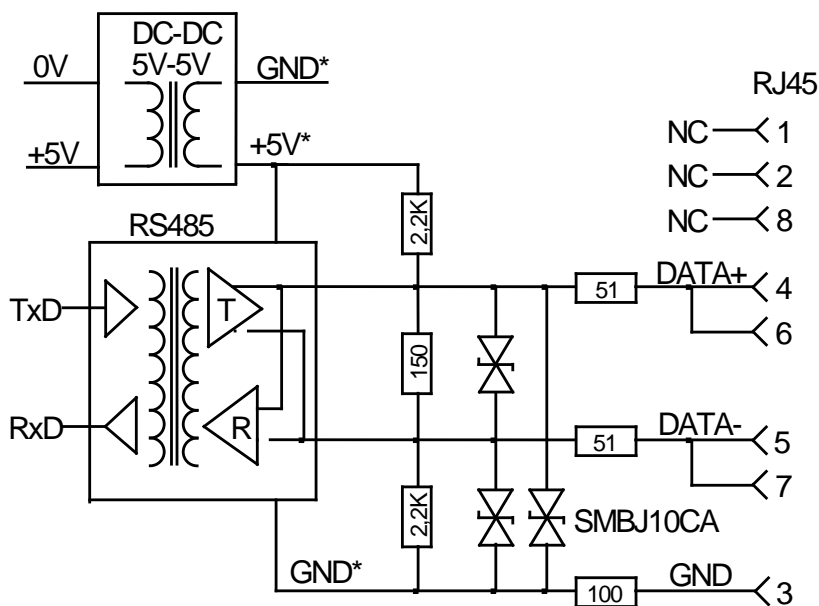 DC-DC
5V-5V
0V
GND*
+5V
+5V*
RJ45
NC 1
NC 2
NC 8
RS485
2,2K
TxD
T
51
DATA+
4
6
150
RxD
R
51
DATA-
5
7
2,2K
SMBJ10CA
GND*
100
GND
3